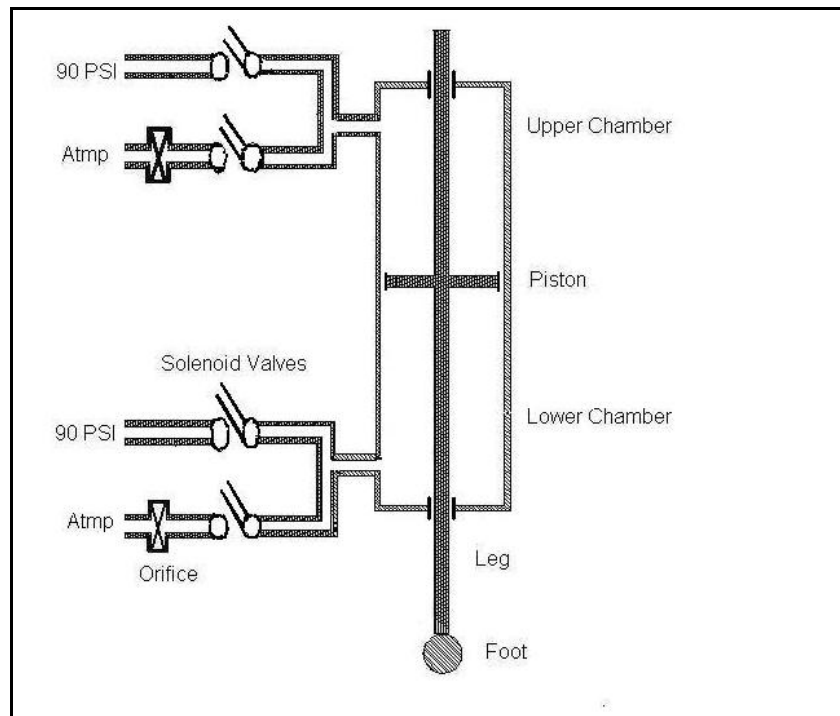 90 PSI
Upper Chamber
Atmp
Piston
Solenoid Valves
Lower Chamber
90 PSI
Atmp
Orifice
Leg
Foot